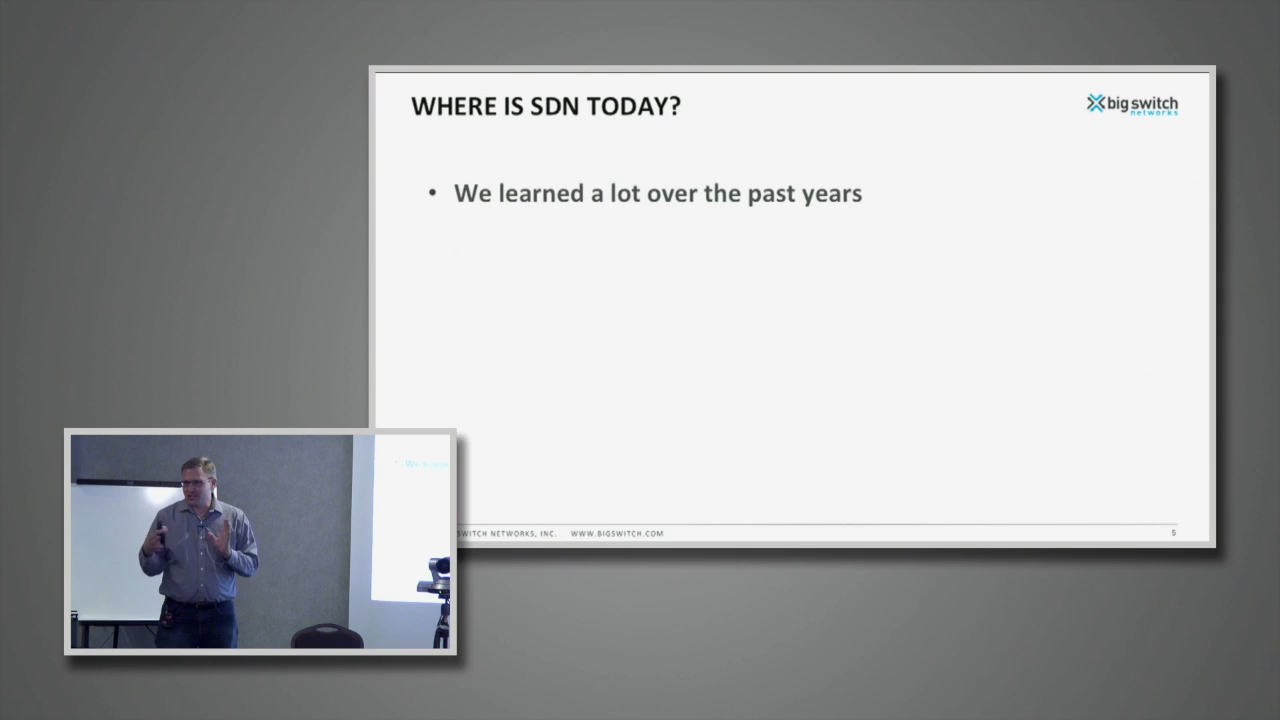 WHERE IS SDN TODAY?
big switch
networks
• We learned a lot over the past years
SWITCH NETWORKS, INC. WWW.BIGSWITCH.COM
5